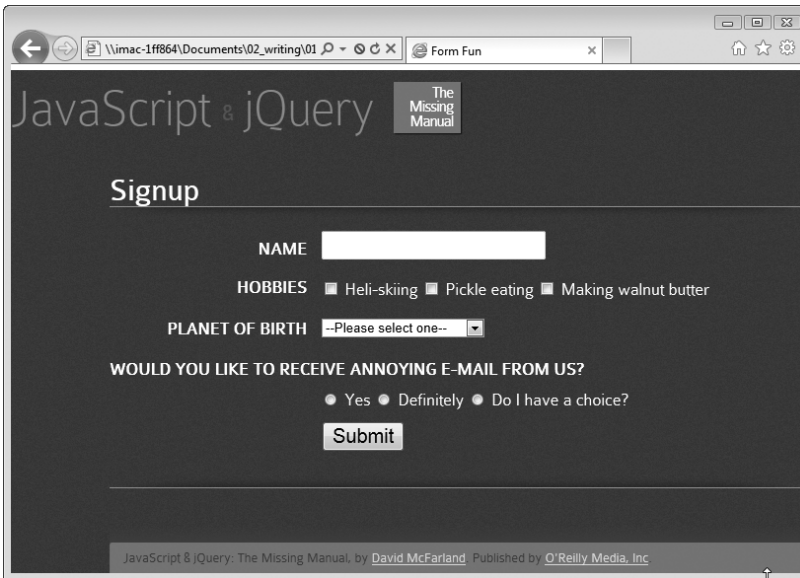 \\imac-1ff864\Documents\02_writing\01
Form Fun
JavaScript & jQuery
The
Missing
Manual
Signup
NAME
HOBBIES Heli-skiing Pickle eating Making walnut butter
PLANET OF BIRTH --Please select one--
WOULD YOU LIKE TO RECEIVE ANNOYING E-MAIL FROM US?
Yes Definitely Do I have a choice?
Submit
JavaScript & jQuery: The Missing Manual, by David McFarland. Published by O'Reilly Media, Inc